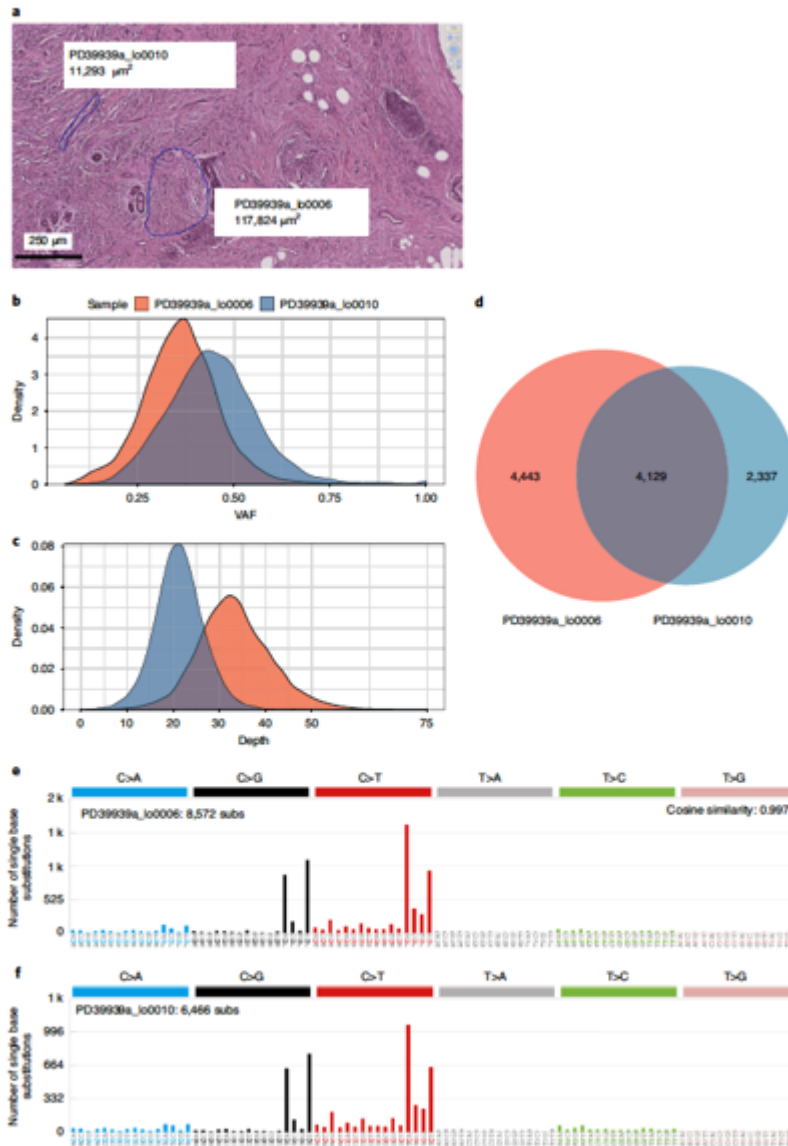 a
PD39939a_lo0010
11,293 µm²
PD39939a_lo0006
117,824 µm²
250 µm
b
Sample PD39939a_lo0006 PD39939a_lo0010
4
3
2
1
0
Density
0.25 0.50 0.75 1.00
VAF
c
0.08
0.06
0.04
0.02
0.00
Density
0 10 20 30 40 50 75
Depth
d
4,443 4,129 2,337
PD39939a_lo0006 PD39939a_lo0010
e
C>A C>G C>T T>A T>C T>G
2 k
1 k
1 k
525
0
Number of single base
substitutions
PD39939a_lo0006: 8,572 subs
Cosine similarity: 0.997
f
C>A C>G C>T T>A T>C T>G
1 k
996
664
332
0
Number of single base
substitutions
PD39939a_lo0010: 6,466 subs